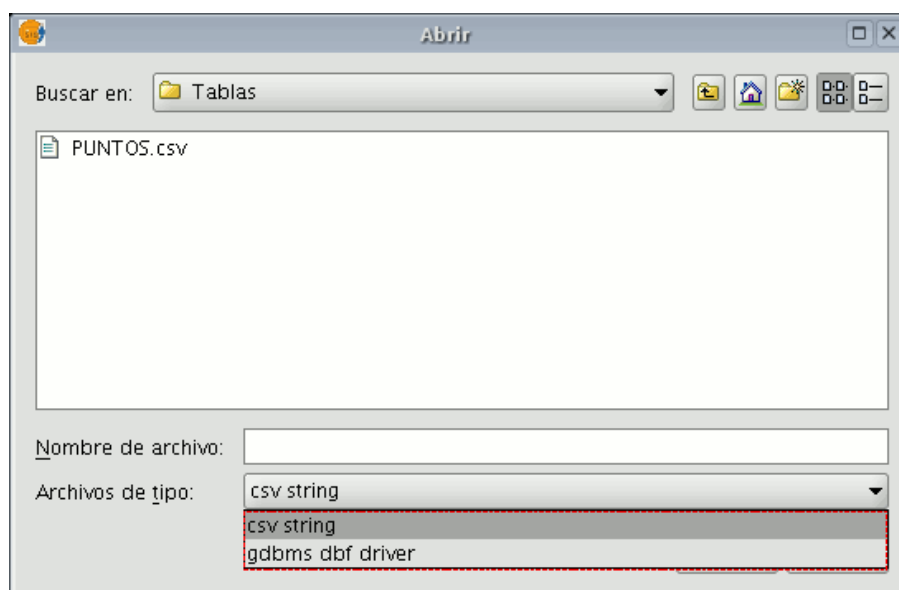 Abrir
Buscar en: Tablas
PUNTOS.csv
Nombre de archivo:
Archivos de tipo: csv string
csv string
gdbms dbf driver